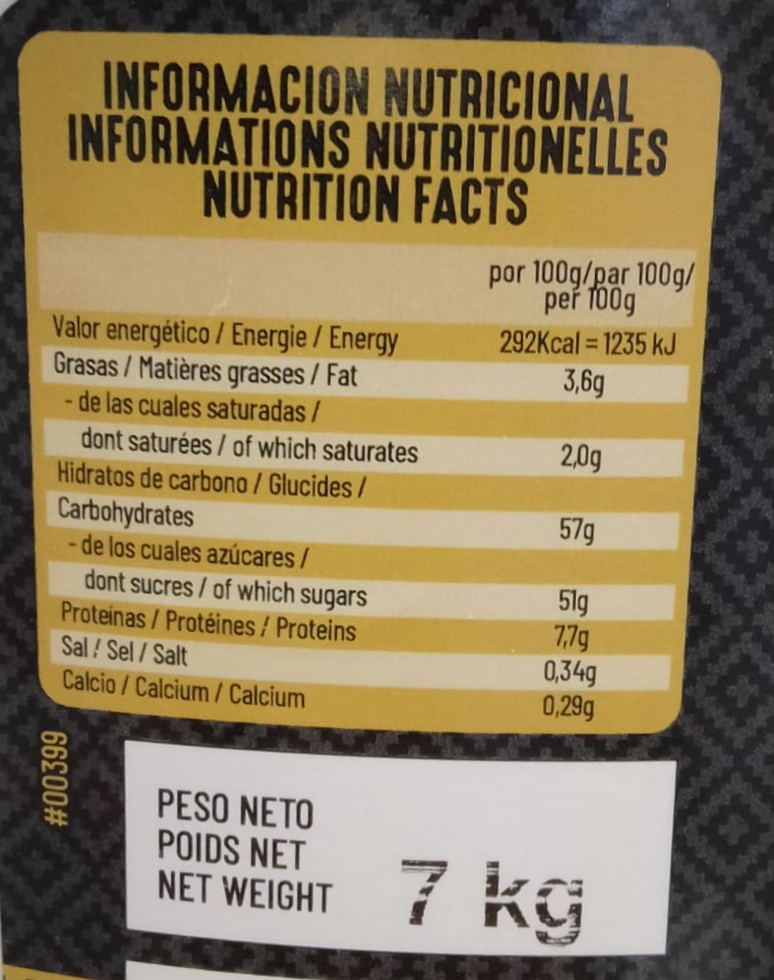 INFORMACION NUTRICIONAL
INFORMATIONS NUTRITIONELLES
NUTRITION FACTS
por 100g/par 100g/
per 100g
Valor energético / Energie / Energy 292Kcal = 1235 kJ
Grasas / Matières grasses / Fat 3,6g
- de las cuales saturadas /
dont saturées / of which saturates 2,0g
Hidratos de carbono / Glucides /
Carbohydrates 57g
- de los cuales azúcares /
dont sucres / of which sugars 51g
Proteínas / Protéines / Proteins 7,7g
Sal / Sel / Salt 0,34g
Calcio / Calcium / Calcium 0,29g
#00399
PESO NETO
POIDS NET
NET WEIGHT
7 kg